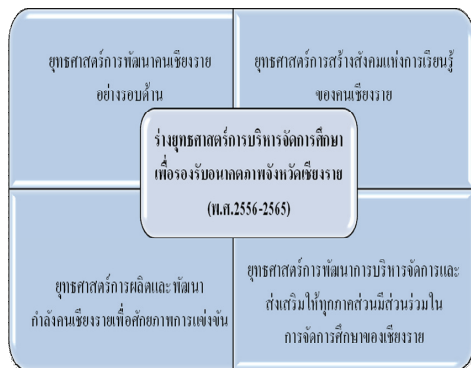 ยุทธศาสตร์การพัฒนาคนเชียงราย
อย่างรอบด้าน
ยุทธศาสตร์การสร้างสังคมแห่งการเรียนรู้
ของคนเชียงราย
ร่างยุทธศาสตร์การบริหารจัดการศึกษา
เพื่อรองรับอนาคตภาพจังหวัดเชียงราย
(พ.ศ.2556-2565)
ยุทธศาสตร์การผลิตและพัฒนา
กำลังคนเชียงรายเพื่อศักยภาพการแข่งขัน
ยุทธศาสตร์การพัฒนาการบริหารจัดการและ
ส่งเสริมให้ทุกภาคส่วนมีส่วนร่วมใน
การจัดการศึกษาของเชียงราย